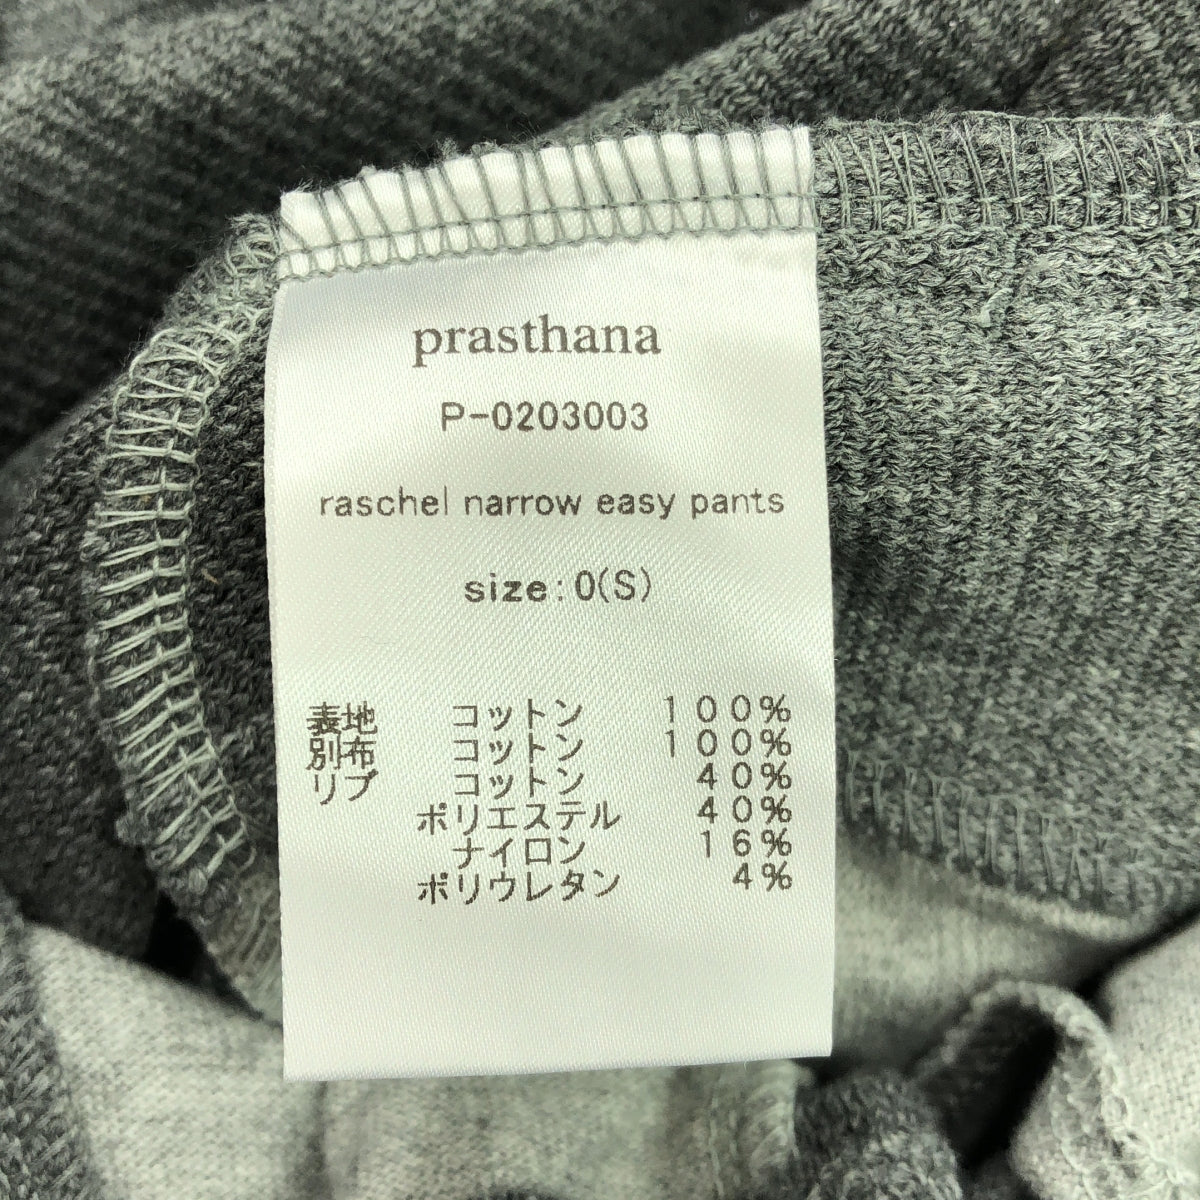 prasthana
P-0203003
raschel narrow easy pants
size:0(S)
表地 コットン 100%
別布 コットン 100%
リブ コットン 40%
ポリエステル 40%
ナイロン 16%
ポリウレタン 4%